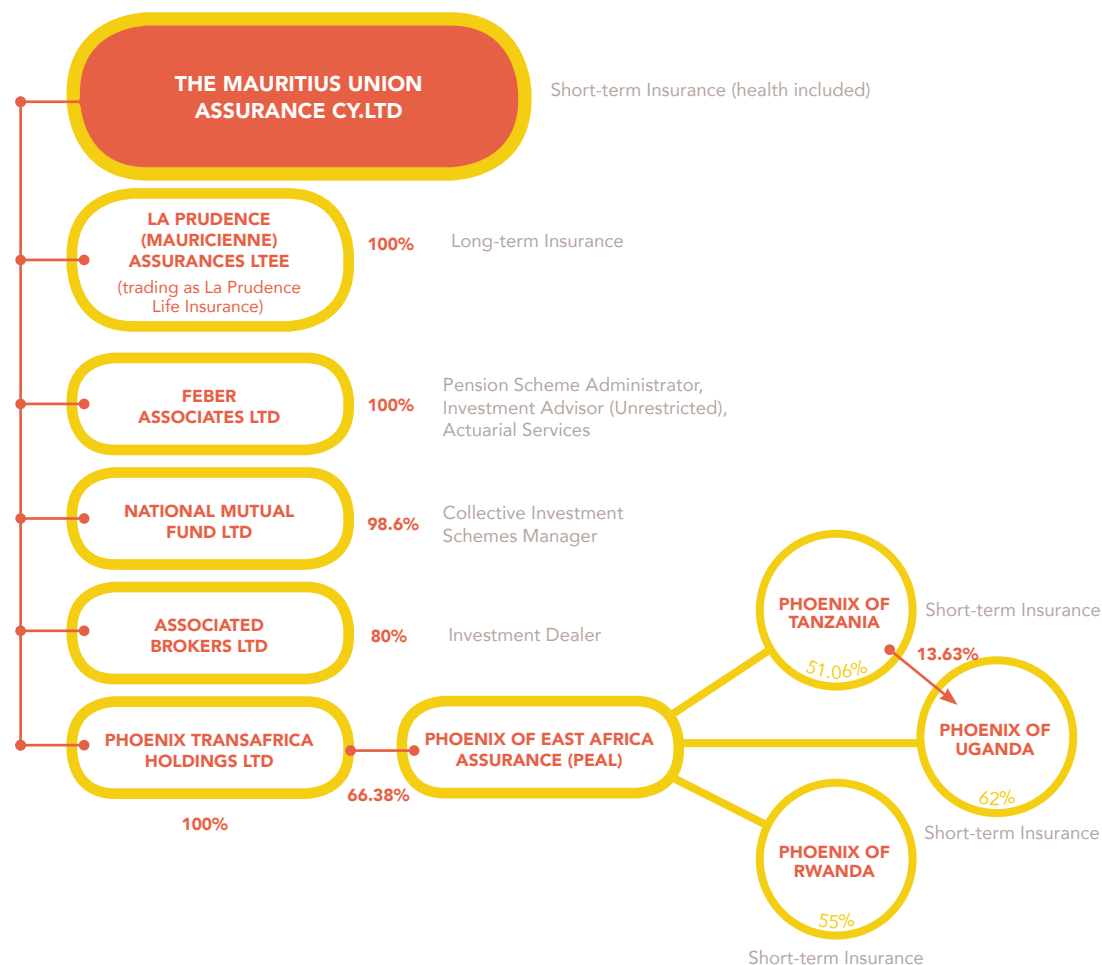 THE MAURITIUS UNION
ASSURANCE CY.LTD
Short-term Insurance (health included)
LA PRUDENCE
(MAURICIENNE)
ASSURANCES LTEE
(trading as La Prudence
Life Insurance)
100%
Long-term Insurance
FEBER
ASSOCIATES LTD
100%
Pension Scheme Administrator,
Investment Advisor (Unrestricted),
Actuarial Services
NATIONAL MUTUAL
FUND LTD
98.6%
Collective Investment
Schemes Manager
ASSOCIATED
BROKERS LTD
80%
Investment Dealer
PHOENIX TRANSAFRICA
HOLDINGS LTD
100%
66.38%
PHOENIX OF EAST AFRICA
ASSURANCE (PEAL)
PHOENIX OF
TANZANIA
51.06%
Short-term Insurance
13.63%
PHOENIX OF
UGANDA
62%
Short-term Insurance
PHOENIX OF
RWANDA
55%
Short-term Insurance